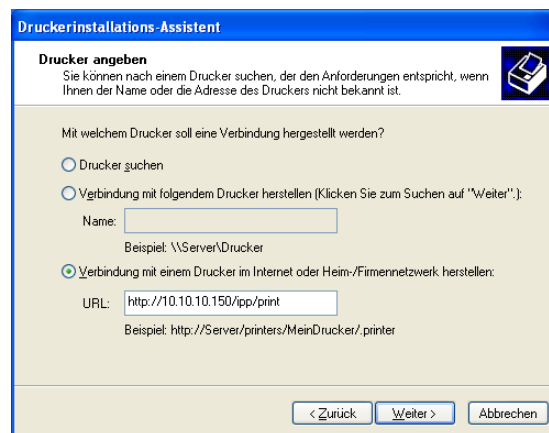 Druckerinstallations-Assistent
Drucker angeben
Sie können nach einem Drucker suchen, der den Anforderungen entspricht, wenn
Ihnen der Name oder die Adresse des Druckers nicht bekannt ist.
Mit welchem Drucker soll eine Verbindung hergestellt werden?
Drucker suchen
Verbindung mit folgendem Drucker herstellen (Klicken Sie zum Suchen auf "Weiter".):
Name:
Beispiel: \\Server\Drucker
Verbindung mit einem Drucker im Internet oder Heim-/Firmennetzwerk herstellen:
URL: http://10.10.10.150/ipp/print
Beispiel: http://Server/printers/MeinDrucker/.printer
< Zurück Weiter > Abbrechen